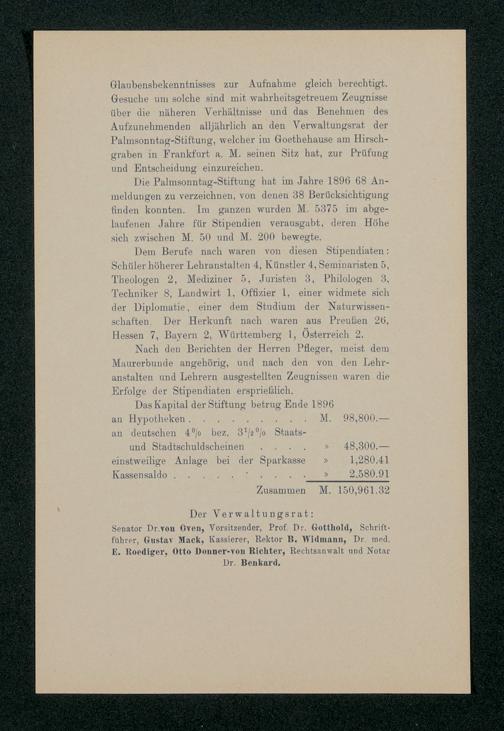 Glaubensbekenntnisses zur Aufnahme gleich berechtigt.
Gesuche um solche sind mit wahrheitsgetreuem Zeugnisse
über die näheren Verhältnisse und das Benehmen des
Aufzunehmenden alljährlich an den Verwaltungsrat der
Palmsonntag-Stiftung, welcher im Goethehause am Hirsch-
graben in Frankfurt a. M. seinen Sitz hat, zur Prüfung
und Entscheidung einzureichen.
Die Palmsonntag-Stiftung hat im Jahre 1896 68 An-
meldungen zu verzeichnen, von denen 38 Berücksichtigung
finden konnten. Im ganzen wurden M. 5375 im abge-
laufenen Jahre für Stipendien verausgabt, deren Höhe
sich zwischen M. 50 und M. 200 bewegte.
Dem Berufe nach waren von diesen Stipendiaten:
Schüler höherer Lehranstalten 4, Künstler 4, Seminaristen 5,
Theologen 2, Mediziner 5, Juristen 3, Philologen 3,
Techniker 8, Landwirt 1, Offizier 1, einer widmete sich
der Diplomatie, einer dem Studium der Naturwissen-
schaften. Der Herkunft nach waren aus Preußen 26,
Hessen 7, Bayern 2, Württemberg 1, Österreich 2.
Nach den Berichten der Herren Pfleger, meist dem
Maurerbunde angehörig, und nach den von den Lehr-
anstalten und Lehrern ausgestellten Zeugnissen waren die
Erfolge der Stipendiaten ersprießlich.
Das Kapital der Stiftung betrug Ende 1896
an Hypotheken . . . . . . . . . M. 98,800.—
an deutschen 4% bez. 3½% Staats-
und Stadtschuldscheinen . . . . » 48,300.—
einstweilige Anlage bei der Sparkasse » 1,280.41
Kassensaldo . . . . . . . . . . » 2,580.91
Zusammen M. 150,961.32
Der Verwaltungsrat:
Senator Dr. von Oven, Vorsitzender, Prof. Dr. Gotthold, Schrift-
führer, Gustav Mack, Kassierer, Rektor B. Widmann, Dr. med.
E. Roediger, Otto Donner-von Richter, Rechtsanwalt und Notar
Dr. Benkard.